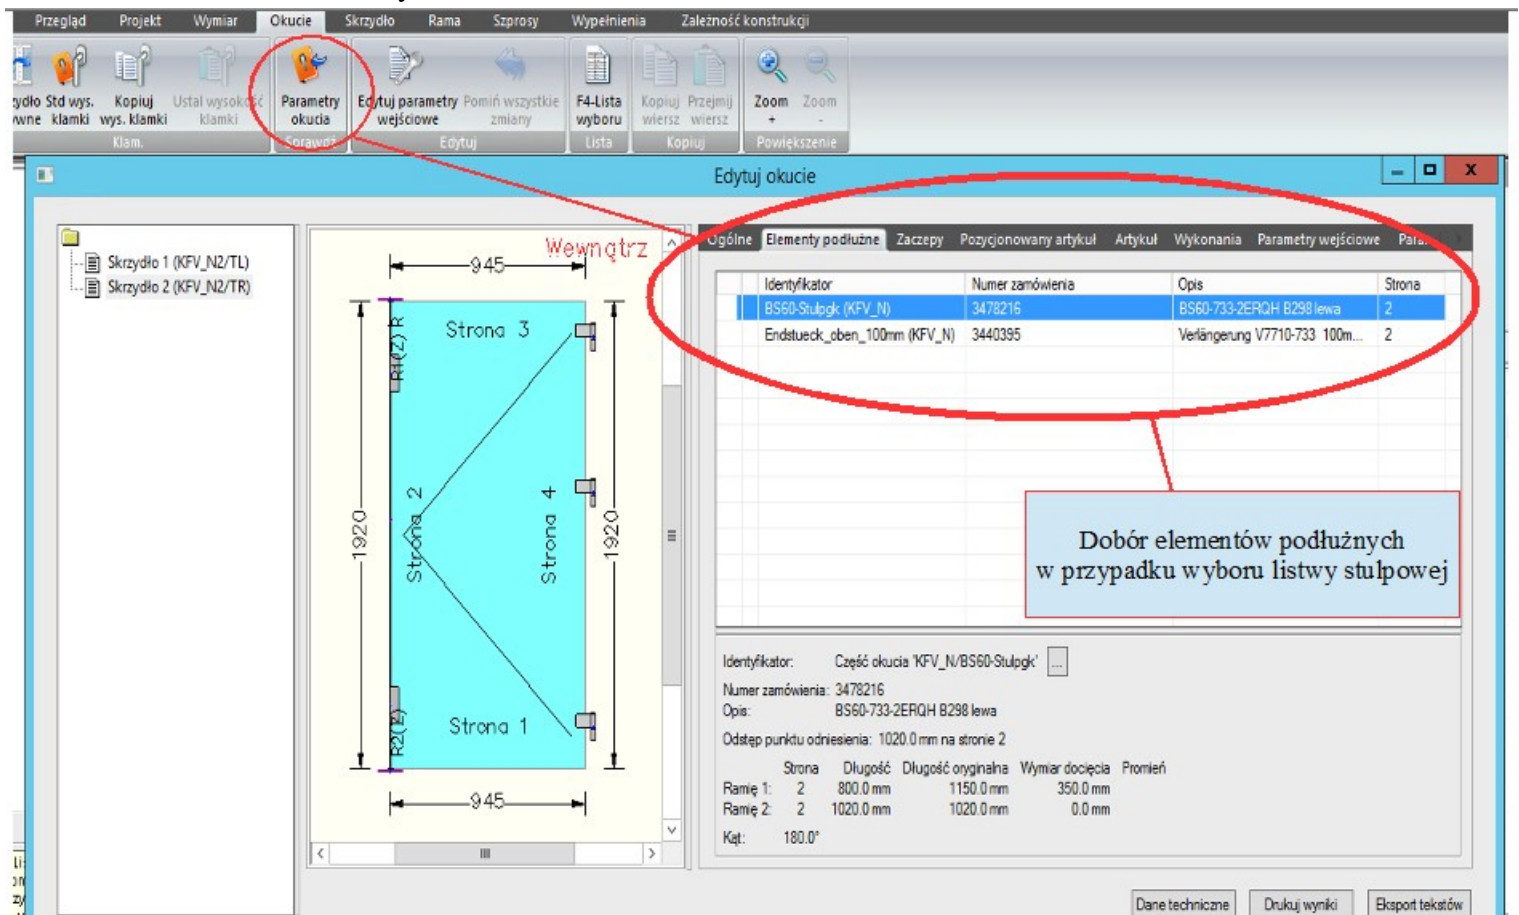 Przegląd Projekt Wymiar Okucie Skrzydło Rama Szprosy Wypełnienia Zależność konstrukcji
Std wys. klamki
Kopiuj wys. klamki
Ustal wysokość klamki
Parametry okucia
Edytuj parametry wejściowe
Pomiń wszystkie zmiany
F4-Lista wyboru
Kopiuj wiersz
Przejmij wiersz
Zoom +
Zoom -
Klam. Sprawdź Edytuj Lista Kopiuj Powiększenie
Edytuj okucie
Skrzydło 1 (KFV_N2/TL)
Skrzydło 2 (KFV_N2/TR)
Wewnątrz
945
Strona 3
R1(Z) R
1920
Strona 2
Strona 4
1920
R2(Z)
Strona 1
945
Ogólne Elementy podłużne Zaczepy Pozycjonowany artykuł Artykuł Wykonania Parametry wejściowe
Identyfikator Numer zamówienia Opis Strona
BS60-Stulpgk (KFV_N) 3478216 BS60-733-2ERQH B298 lewa 2
Endstueck_oben_100mm (KFV_N) 3440395 Verlängerung V7710-733 100m... 2
Dobór elementów podłużnych
w przypadku wyboru listwy stulpowej
Identyfikator: Część okucia 'KFV_N/BS60-Stulpgk' ...
Numer zamówienia: 3478216
Opis: BS60-733-2ERQH B298 lewa
Odstęp punktu odniesienia: 1020.0 mm na stronie 2
Strona Długość Długość oryginalna Wymiar docięcia Promień
Ramię 1: 2 800.0 mm 1150.0 mm 350.0 mm
Ramię 2: 2 1020.0 mm 1020.0 mm 0.0 mm
Kąt: 180.0°
Dane techniczne Drukuj wyniki Eksport tekstów